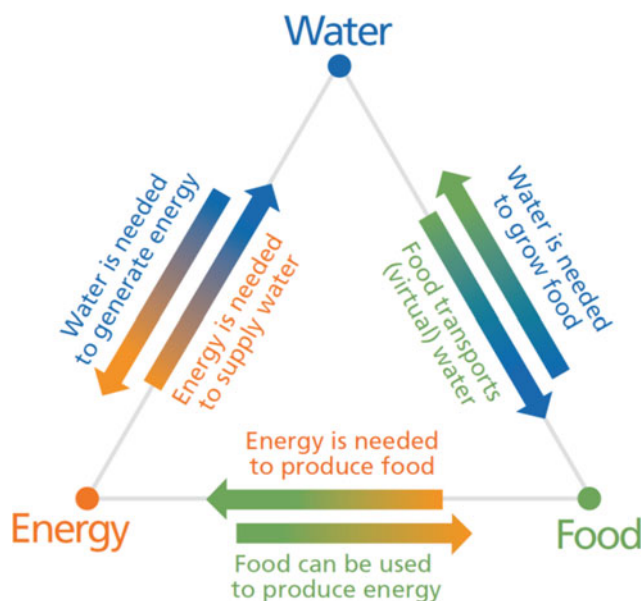 Water
Water is needed
to generate energy
Energy is needed
to supply water
Water is needed
to grow food
Food transports
(virtual) water
Energy is needed
to produce food
Energy
Food
Food can be used
to produce energy